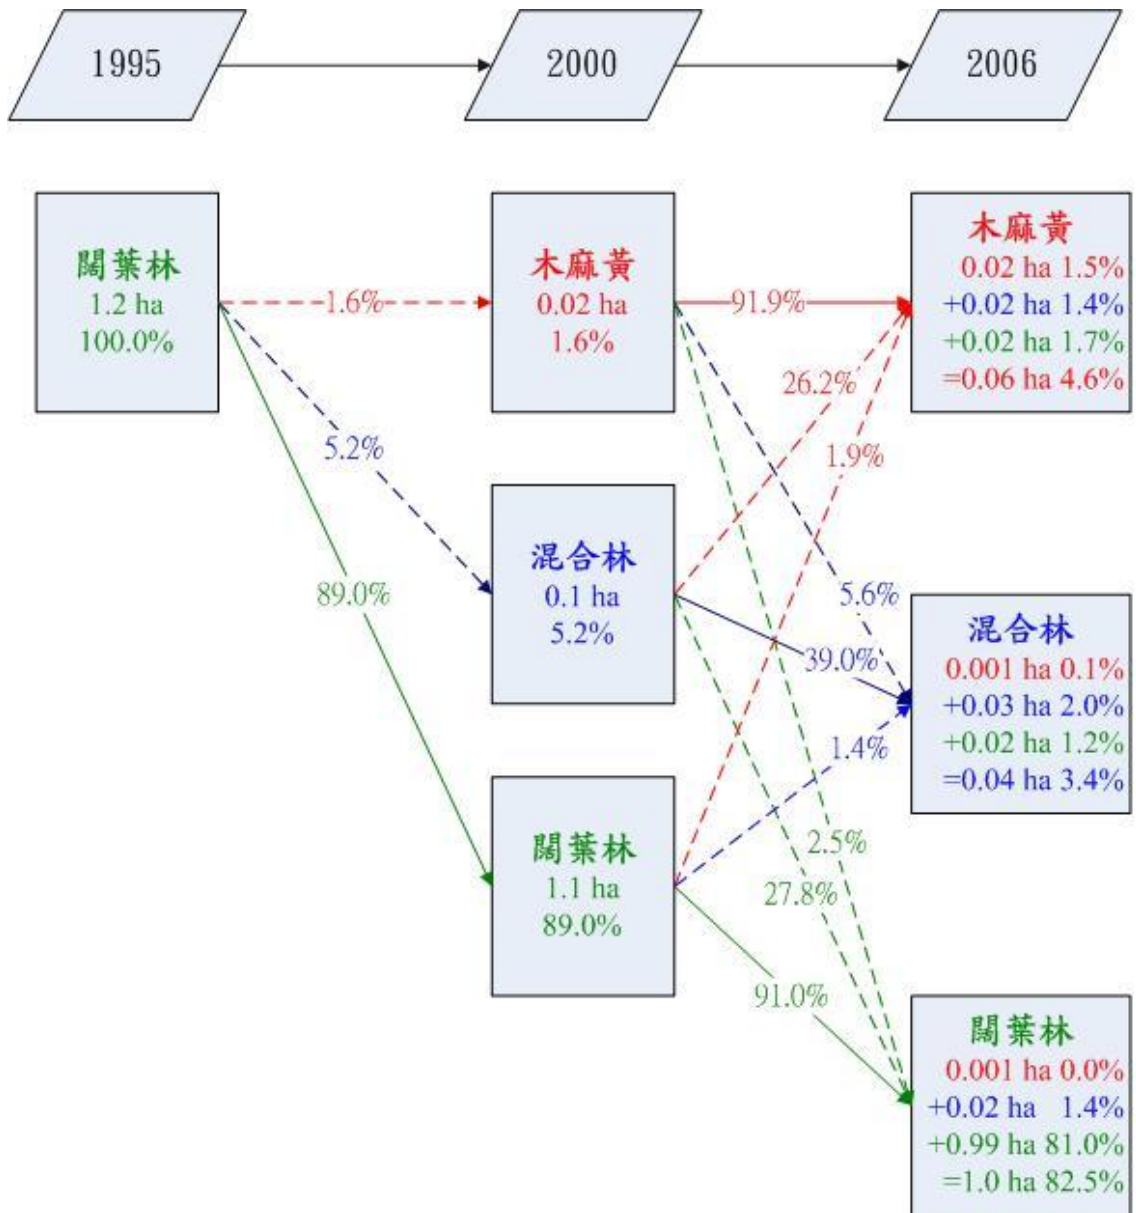 1995
2000
2006
闊葉林
1.2 ha
100.0%
木麻黃
0.02 ha
1.6%
木麻黃
0.02 ha 1.5%
+0.02 ha 1.4%
+0.02 ha 1.7%
=0.06 ha 4.6%
1.6%
91.9%
26.2%
5.2%
1.9%
混合林
0.1 ha
5.2%
89.0%
5.6%
39.0%
混合林
0.001 ha 0.1%
+0.03 ha 2.0%
+0.02 ha 1.2%
=0.04 ha 3.4%
1.4%
闊葉林
1.1 ha
89.0%
2.5%
27.8%
91.0%
闊葉林
0.001 ha 0.0%
+0.02 ha 1.4%
+0.99 ha 81.0%
=1.0 ha 82.5%